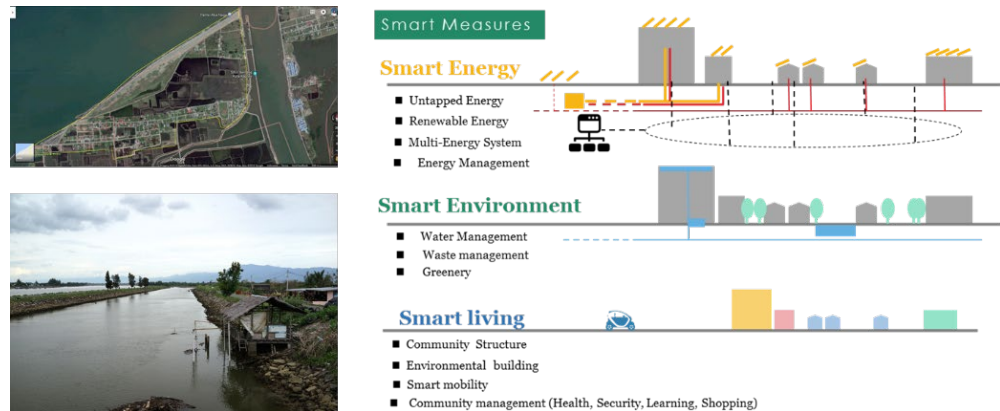 Smart Measures
Smart Energy
■ Untapped Energy
■ Renewable Energy
■ Multi-Energy System
■ Energy Management
Smart Environment
■ Water Management
■ Waste management
■ Greenery
Smart living
■ Community Structure
■ Environmental building
■ Smart mobility
■ Community management (Health, Security, Learning, Shopping)